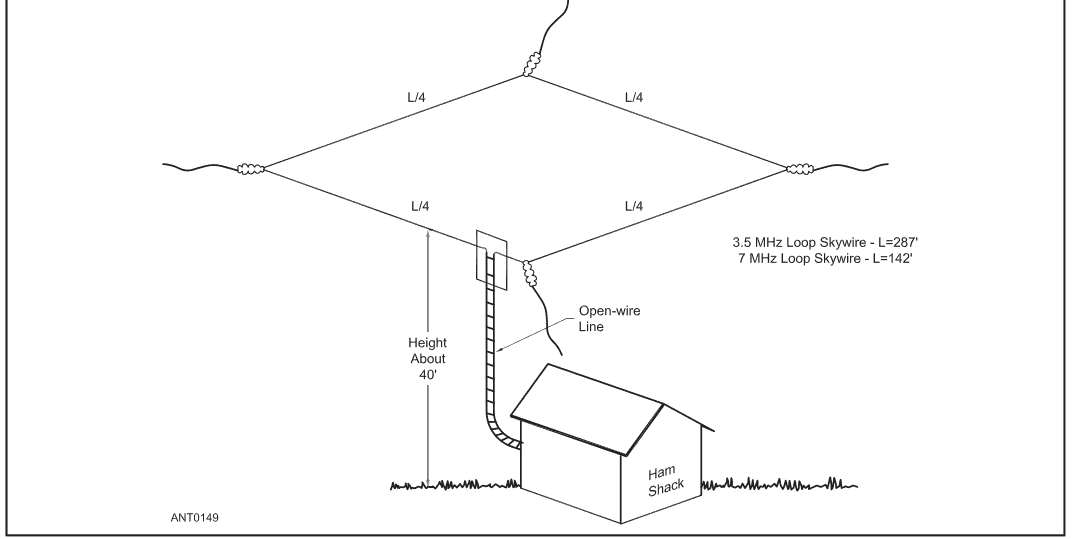 L/4
L/4
L/4
L/4
3.5 MHz Loop Skywire - L=287'
7 MHz Loop Skywire - L=142'
Open-wire
Line
Height
About
40'
Ham
Shack
ANT0149